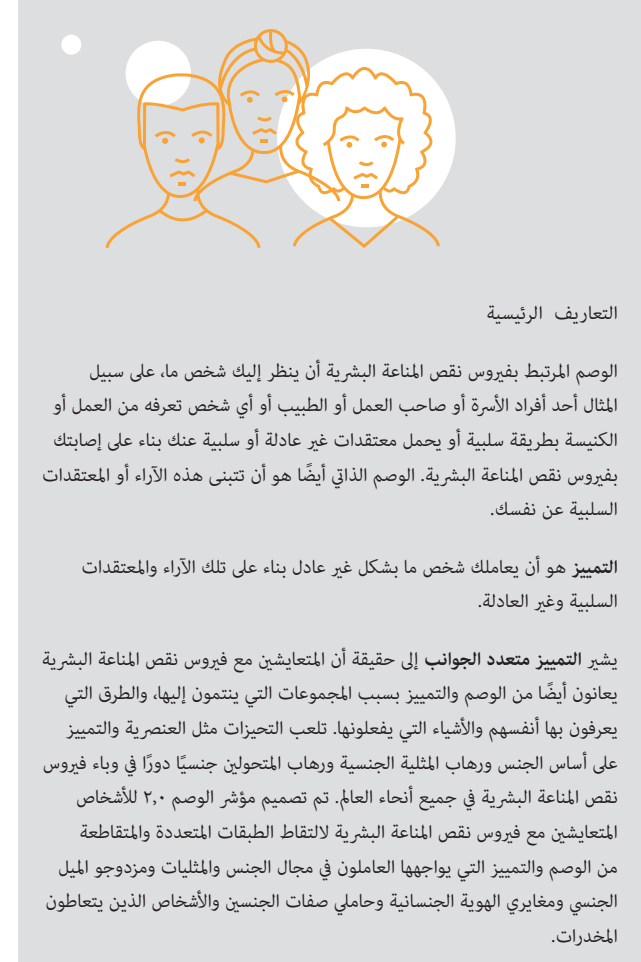 التعاريف الرئيسية
الوصم المرتبط بفيروس نقص المناعة البشرية أن ينظر إليك شخص ما، على سبيل
المثال أحد أفراد الأسرة أو صاحب العمل أو الطبيب أو أي شخص تعرفه من العمل أو
الكنيسة بطريقة سلبية أو يحمل معتقدات غير عادلة أو سلبية عنك بناء على إصابتك
بفيروس نقص المناعة البشرية. الوصم الذاتي أيضًا هو أن تتبنى هذه الآراء أو المعتقدات
السلبية عن نفسك.
التمييز هو أن يعاملك شخص ما بشكل غير عادل بناء على تلك الآراء والمعتقدات
السلبية وغير العادلة.
يشير التمييز متعدد الجوانب إلى حقيقة أن المتعايشين مع فيروس نقص المناعة البشرية
يعانون أيضًا من الوصم والتمييز بسبب المجموعات التي ينتمون إليها، والطرق التي
يعرفون بها أنفسهم والأشياء التي يفعلونها. تلعب التحيزات مثل العنصرية والتمييز
على أساس الجنس ورهاب المثلية الجنسية ورهاب المتحولين جنسيًا دورًا في وباء فيروس
نقص المناعة البشرية في جميع أنحاء العالم. تم تصميم مؤشر الوصم ٢,٠ للأشخاص
المتعايشين مع فيروس نقص المناعة البشرية لالتقاط الطبقات المتعددة والمتقاطعة
من الوصم والتمييز التي يواجهها العاملون في مجال الجنس والمثليات ومزدوجو الميل
الجنسي ومغايري الهوية الجنسانية وحاملي صفات الجنسين والأشخاص الذين يتعاطون
المخدرات.